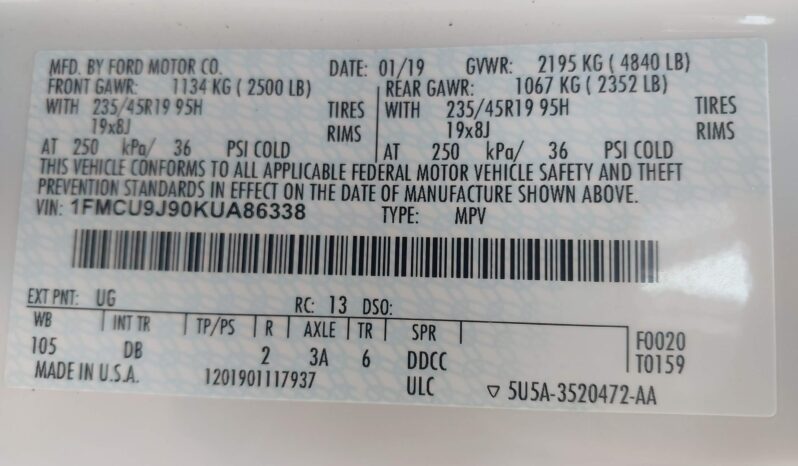 MFD. BY FORD MOTOR CO. DATE: 01/19 GVWR: 2195 KG ( 4840 LB)
FRONT GAWR: 1134 KG ( 2500 LB) REAR GAWR: 1067 KG ( 2352 LB)
WITH 235/45R19 95H TIRES WITH 235/45R19 95H TIRES
19x8J RIMS 19x8J RIMS
AT 250 kPa/ 36 PSI COLD AT 250 kPa/ 36 PSI COLD
THIS VEHICLE CONFORMS TO ALL APPLICABLE FEDERAL MOTOR VEHICLE SAFETY AND THEFT
PREVENTION STANDARDS IN EFFECT ON THE DATE OF MANUFACTURE SHOWN ABOVE.
VIN: 1FMCU9J90KUA86338 TYPE: MPV
EXT PNT: UG RC: 13 DSO:
WB INT TR TP/PS R AXLE TR SPR F0020
105 DB 2 3A 6 DDCC T0159
MADE IN U.S.A. 1201901117937 ULC ▽ 5U5A-3520472-AA